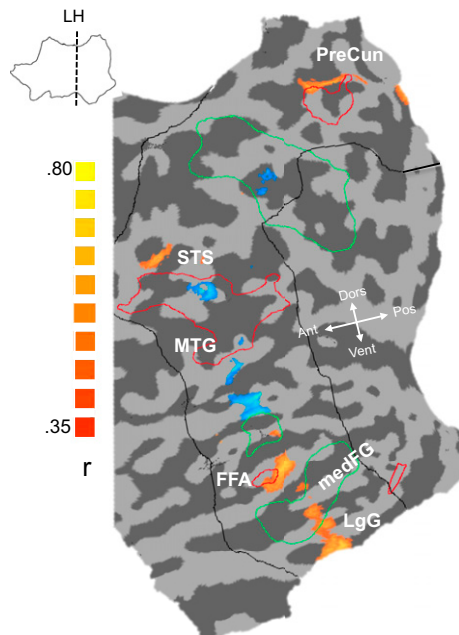 LH
PreCun
.80
STS
Dors
Ant
Pos
Vent
MTG
.35
r
FFA
medFG
LgG